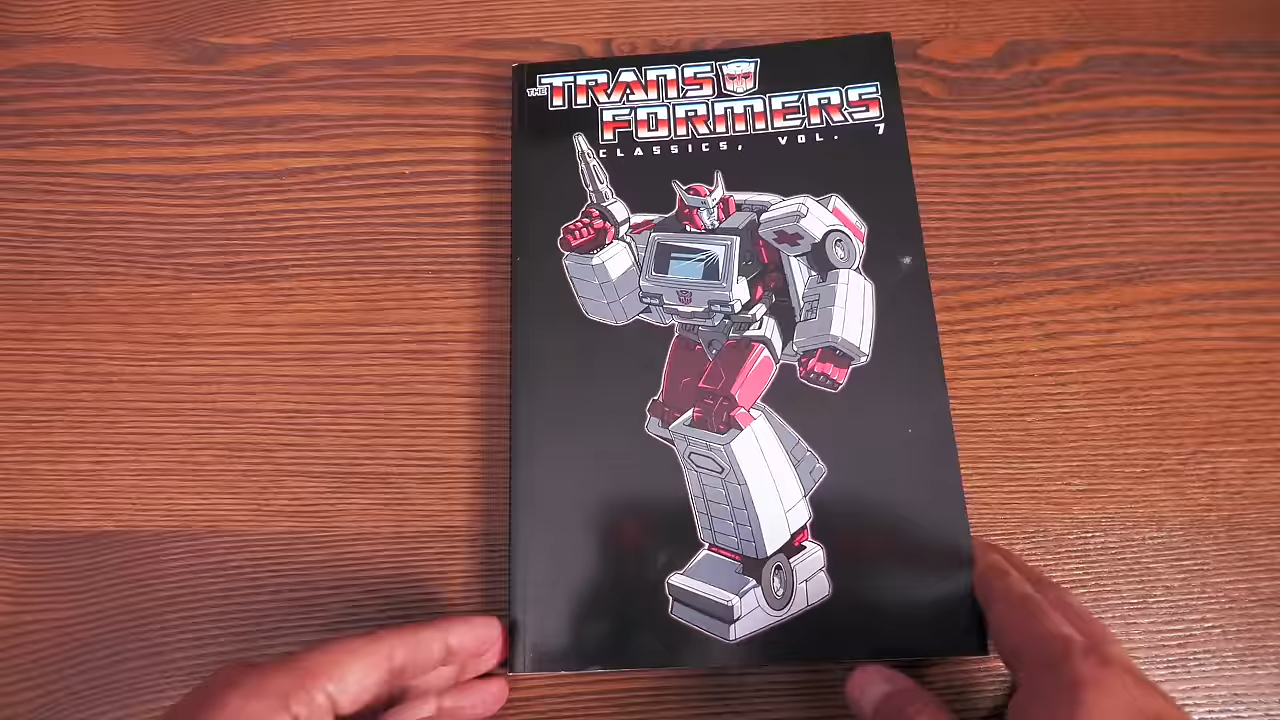 THE TRANS
FORMERS
CLASSICS, VOL. 7